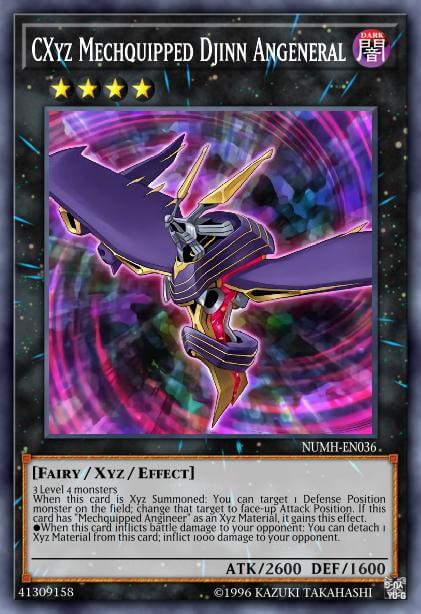 CXyz Mechquipped Djinn Angeneral
DARK
闇
NUMH-EN036
[Fairy / Xyz / Effect]
3 Level 4 monsters
When this card is Xyz Summoned: You can target 1 Defense Position
monster on the field; change that target to face-up Attack Position. If this
card has "Mechquipped Angineer" as an Xyz Material, it gains this effect.
●When this card inflicts battle damage to your opponent: You can detach 1
Xyz Material from this card; inflict 1000 damage to your opponent.
ATK/2600 DEF/1600
41309158
©1996 KAZUKI TAKAHASHI